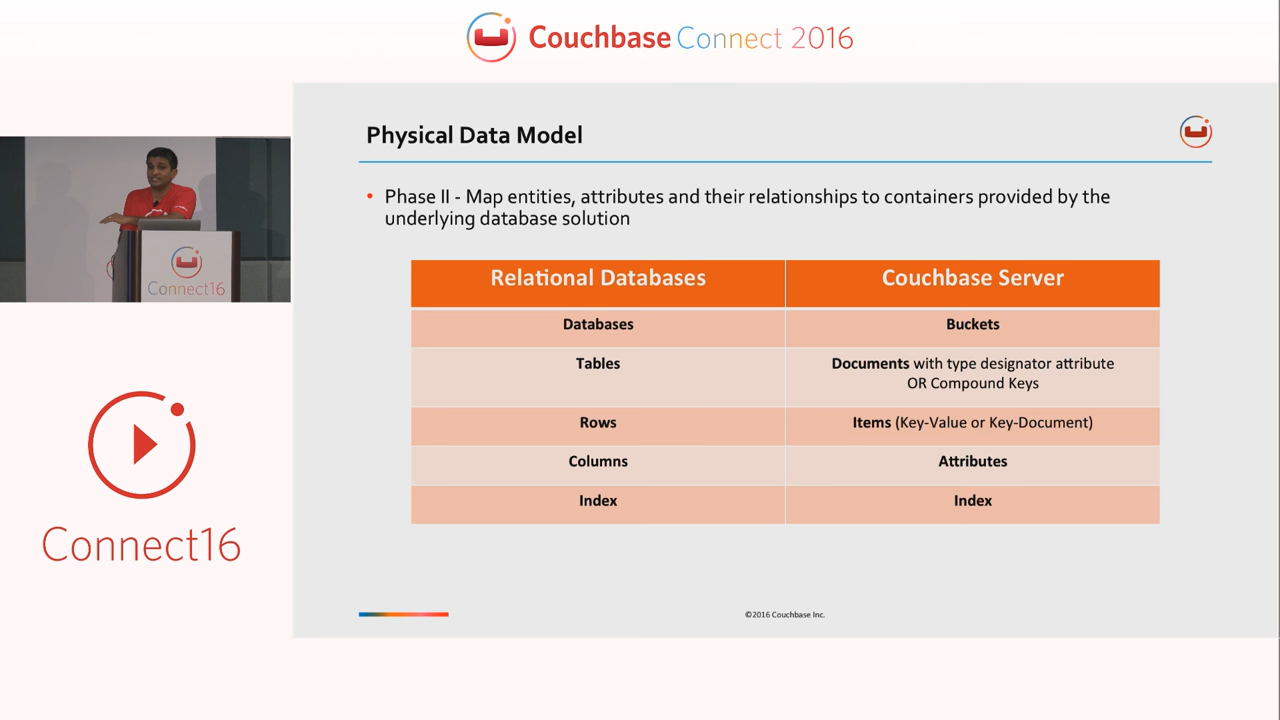 Couchbase Connect 2016
Physical Data Model
• Phase II - Map entities, attributes and their relationships to containers provided by the
underlying database solution
Relational Databases Couchbase Server
Databases Buckets
Tables Documents with type designator attribute
OR Compound Keys
Rows Items (Key-Value or Key-Document)
Columns Attributes
Index Index
©2016 Couchbase Inc.
Connect16
Connect16